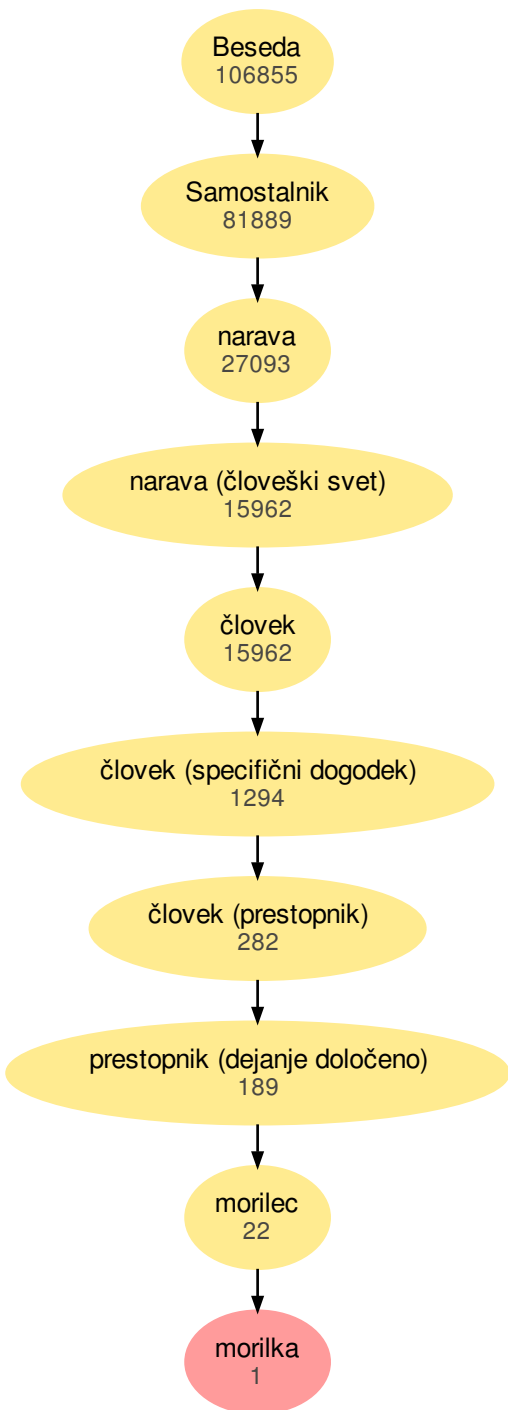 Beseda
106855
Samostalnik
81889
narava
27093
narava (človeški svet)
15962
človek
15962
človek (specifični dogodek)
1294
človek (prestopnik)
282
prestopnik (dejanje določeno)
189
morilec
22
morilka
1